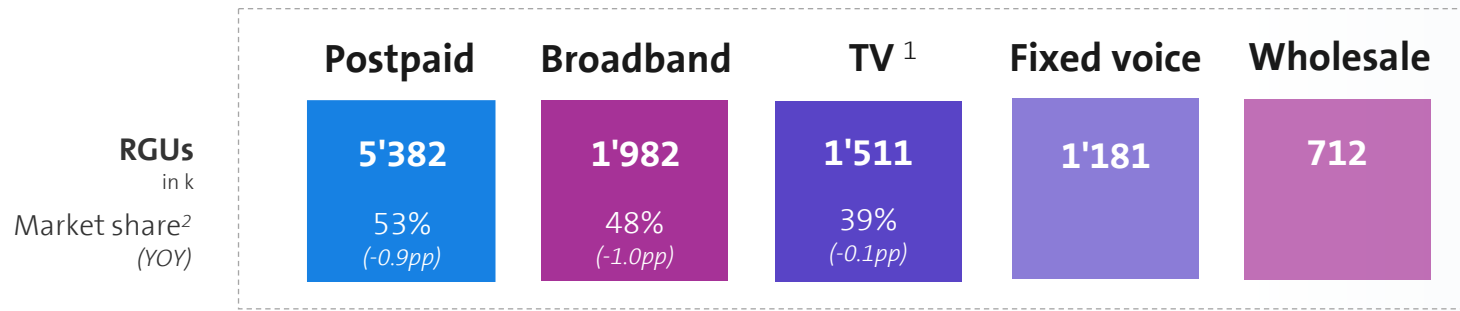 Postpaid Broadband TV 1 Fixed voice Wholesale
RGUs 5'382 1'982 1'511 1'181 712
in k
Market share2 53% 48% 39%
(YOY) (-0.9pp) (-1.0pp) (-0.1pp)